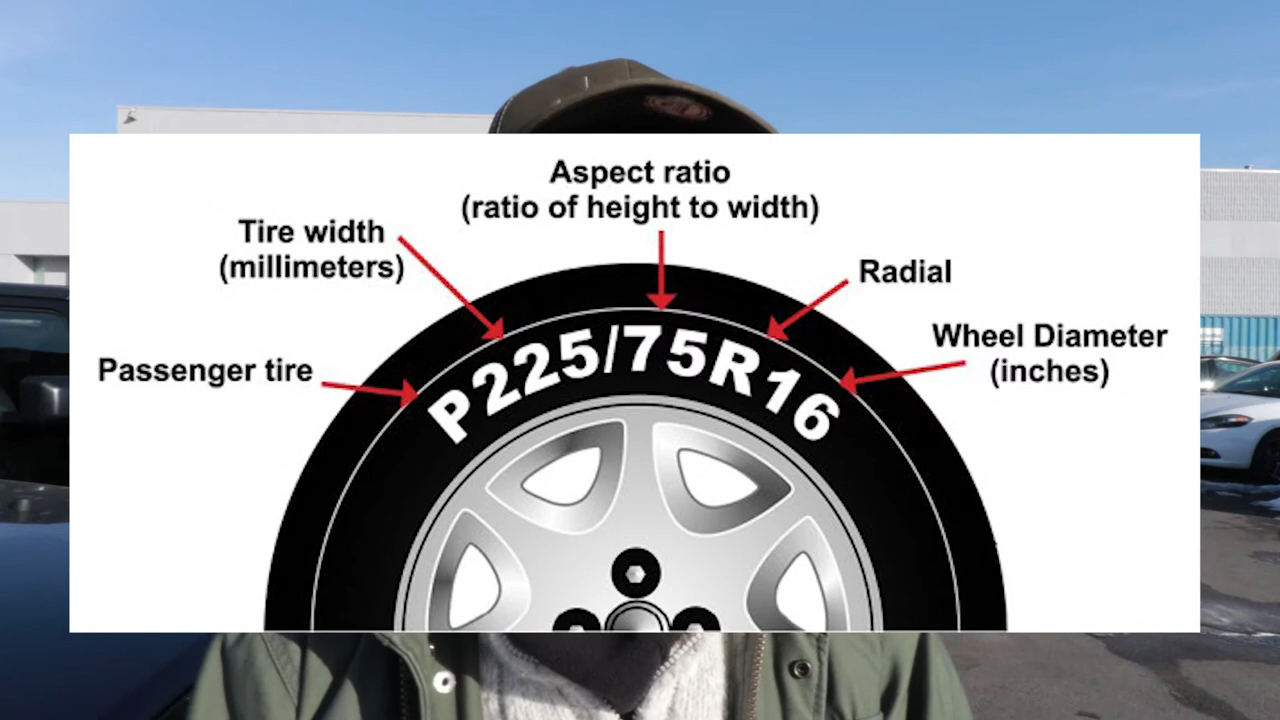 Aspect ratio
(ratio of height to width)
Tire width
(millimeters)
Radial
Wheel Diameter
(inches)
Passenger tire
P225/75R16